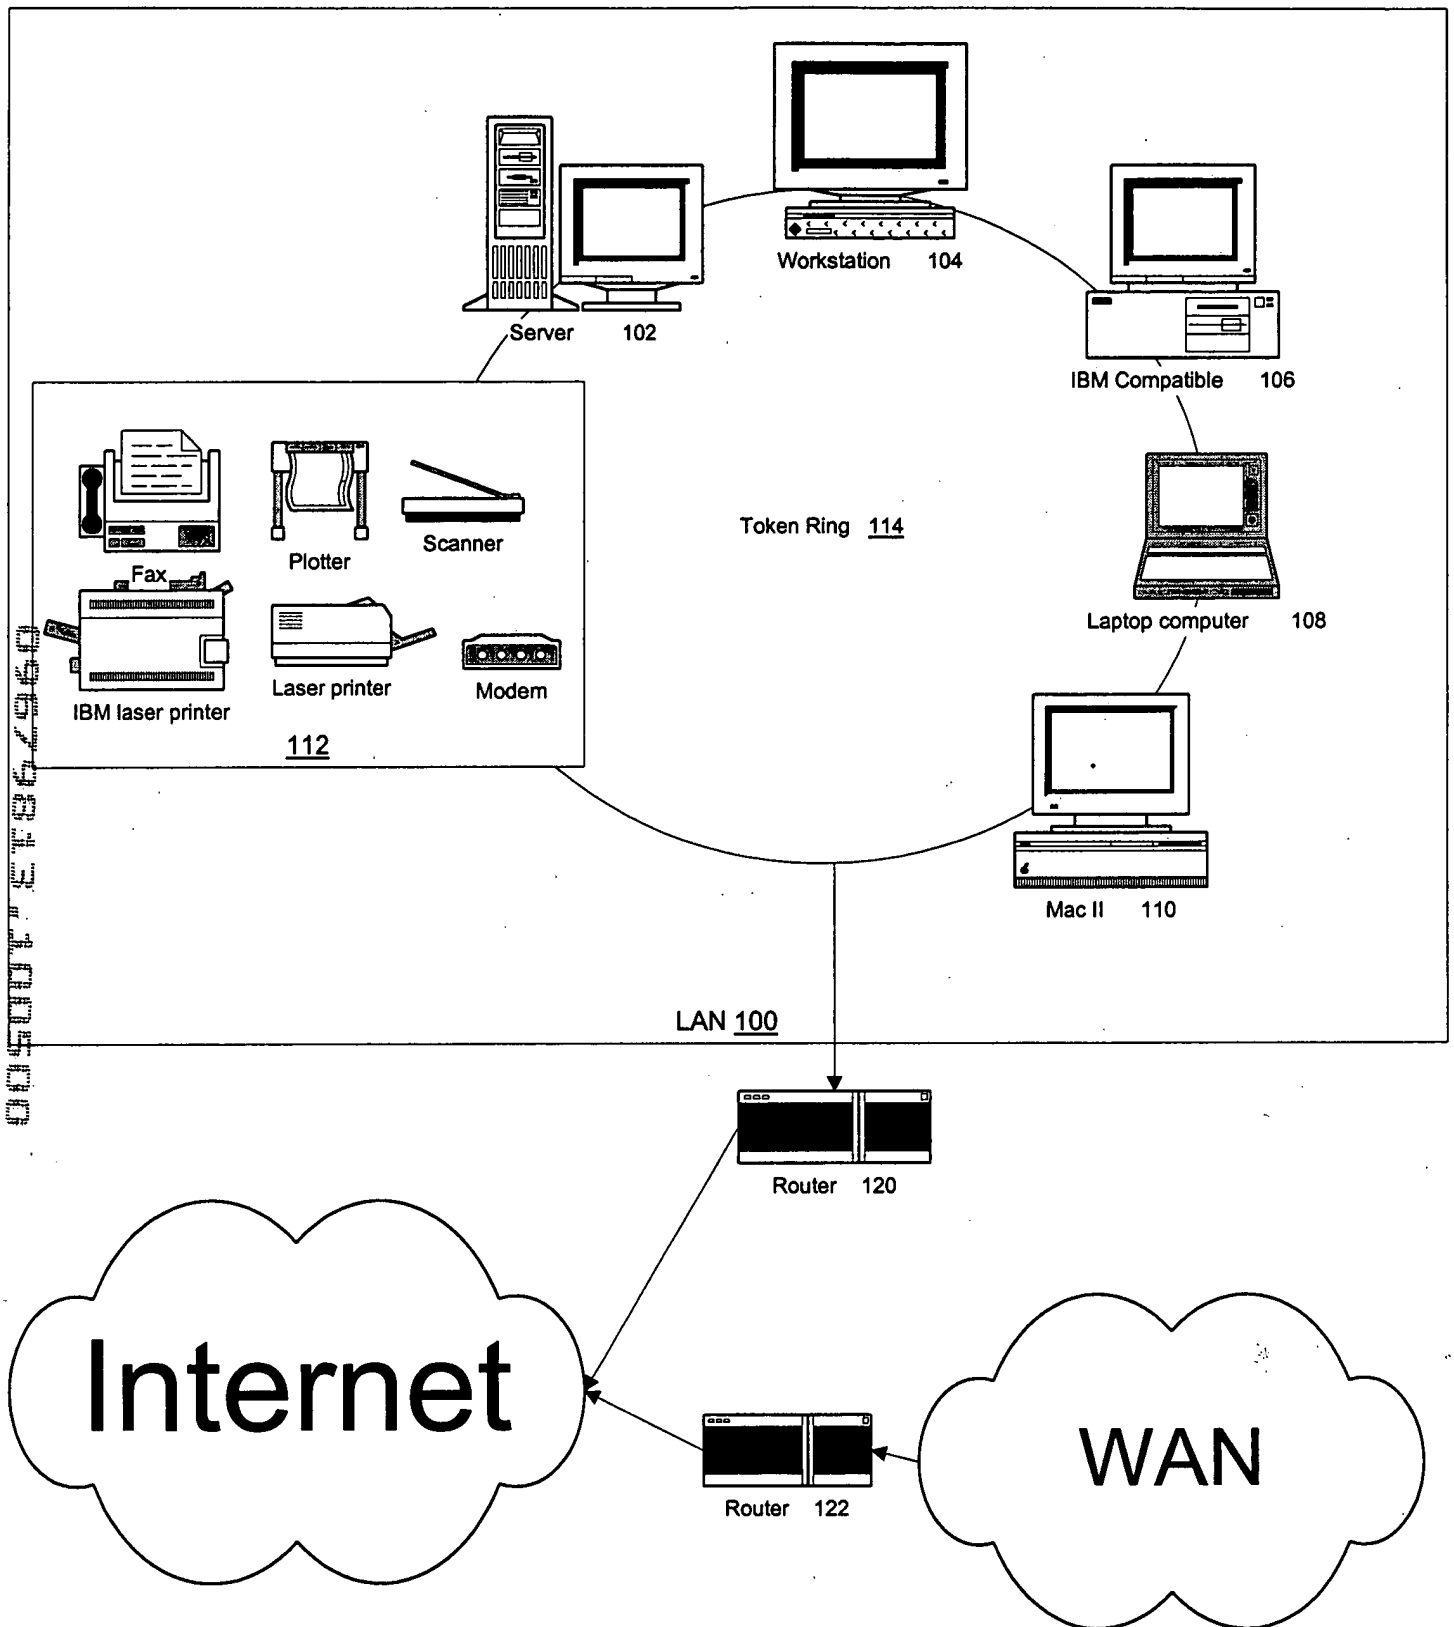 Workstation 104
Server 102
IBM Compatible 106
Fax
Plotter
Scanner
Token Ring 114
Laptop computer 108
IBM laser printer
Laser printer
Modem
112
Mac II 110
LAN 100
Router 120
Internet
WAN
Router 122